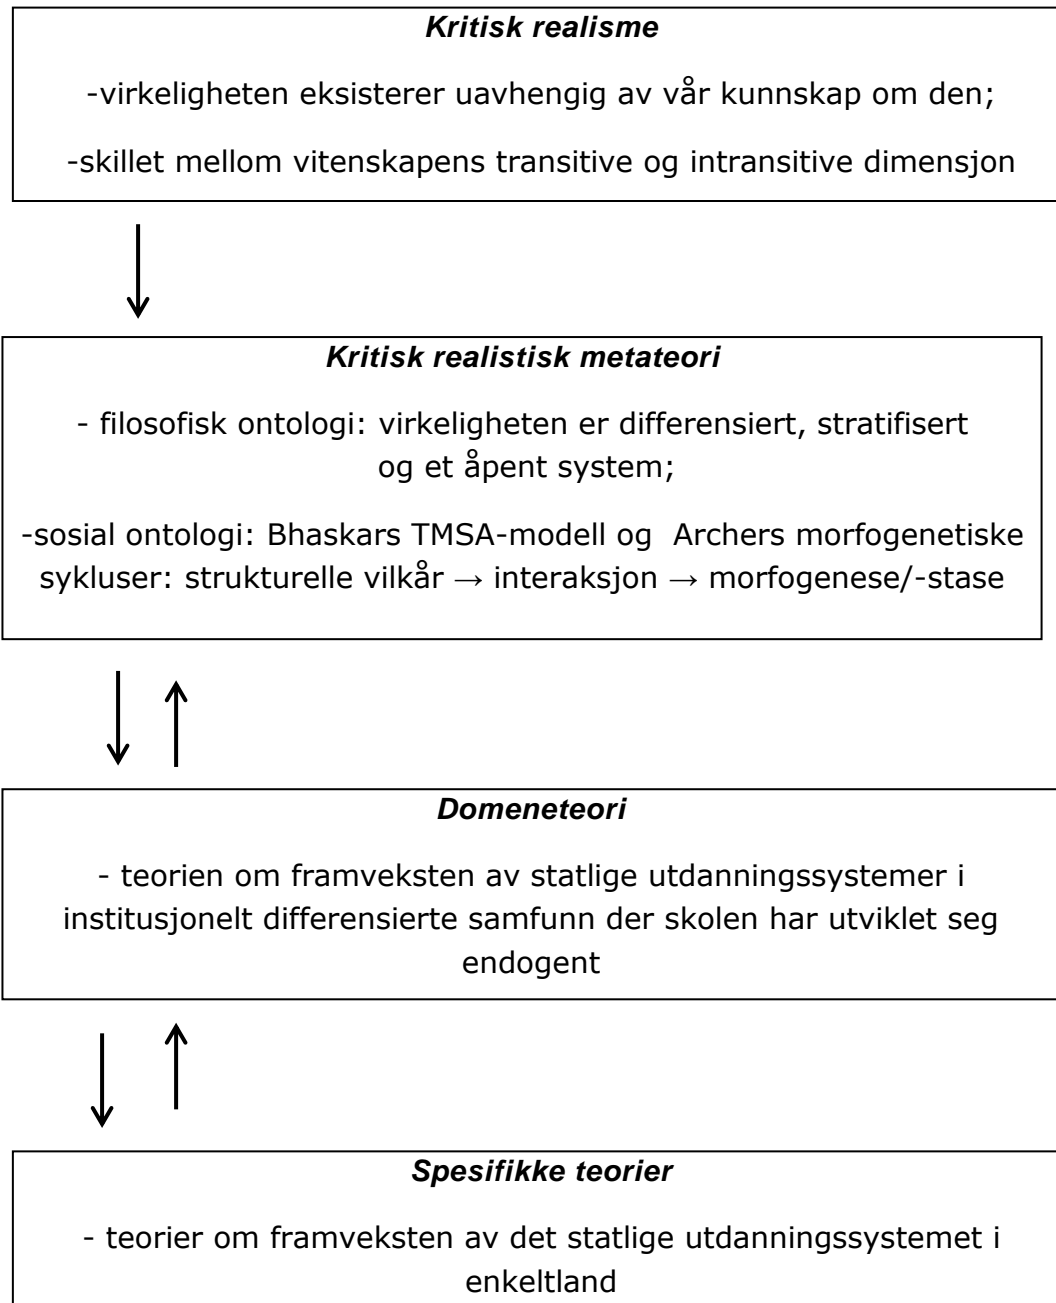 Kritisk realisme
-virkeligheten eksisterer uavhengig av vår kunnskap om den;
-skillet mellom vitenskapens transitive og intransitive dimensjon
Kritisk realistisk metateori
- filosofisk ontologi: virkeligheten er differensiert, stratifisert
og et åpent system;
-sosial ontologi: Bhaskars TMSA-modell og Archers morfogenetiske
sykluser: strukturelle vilkår → interaksjon → morfogenese/-stase
Domeneteori
- teorien om framveksten av statlige utdanningssystemer i
institusjonelt differensierte samfunn der skolen har utviklet seg
endogent
Spesifikke teorier
- teorier om framveksten av det statlige utdanningssystemet i
enkeltland